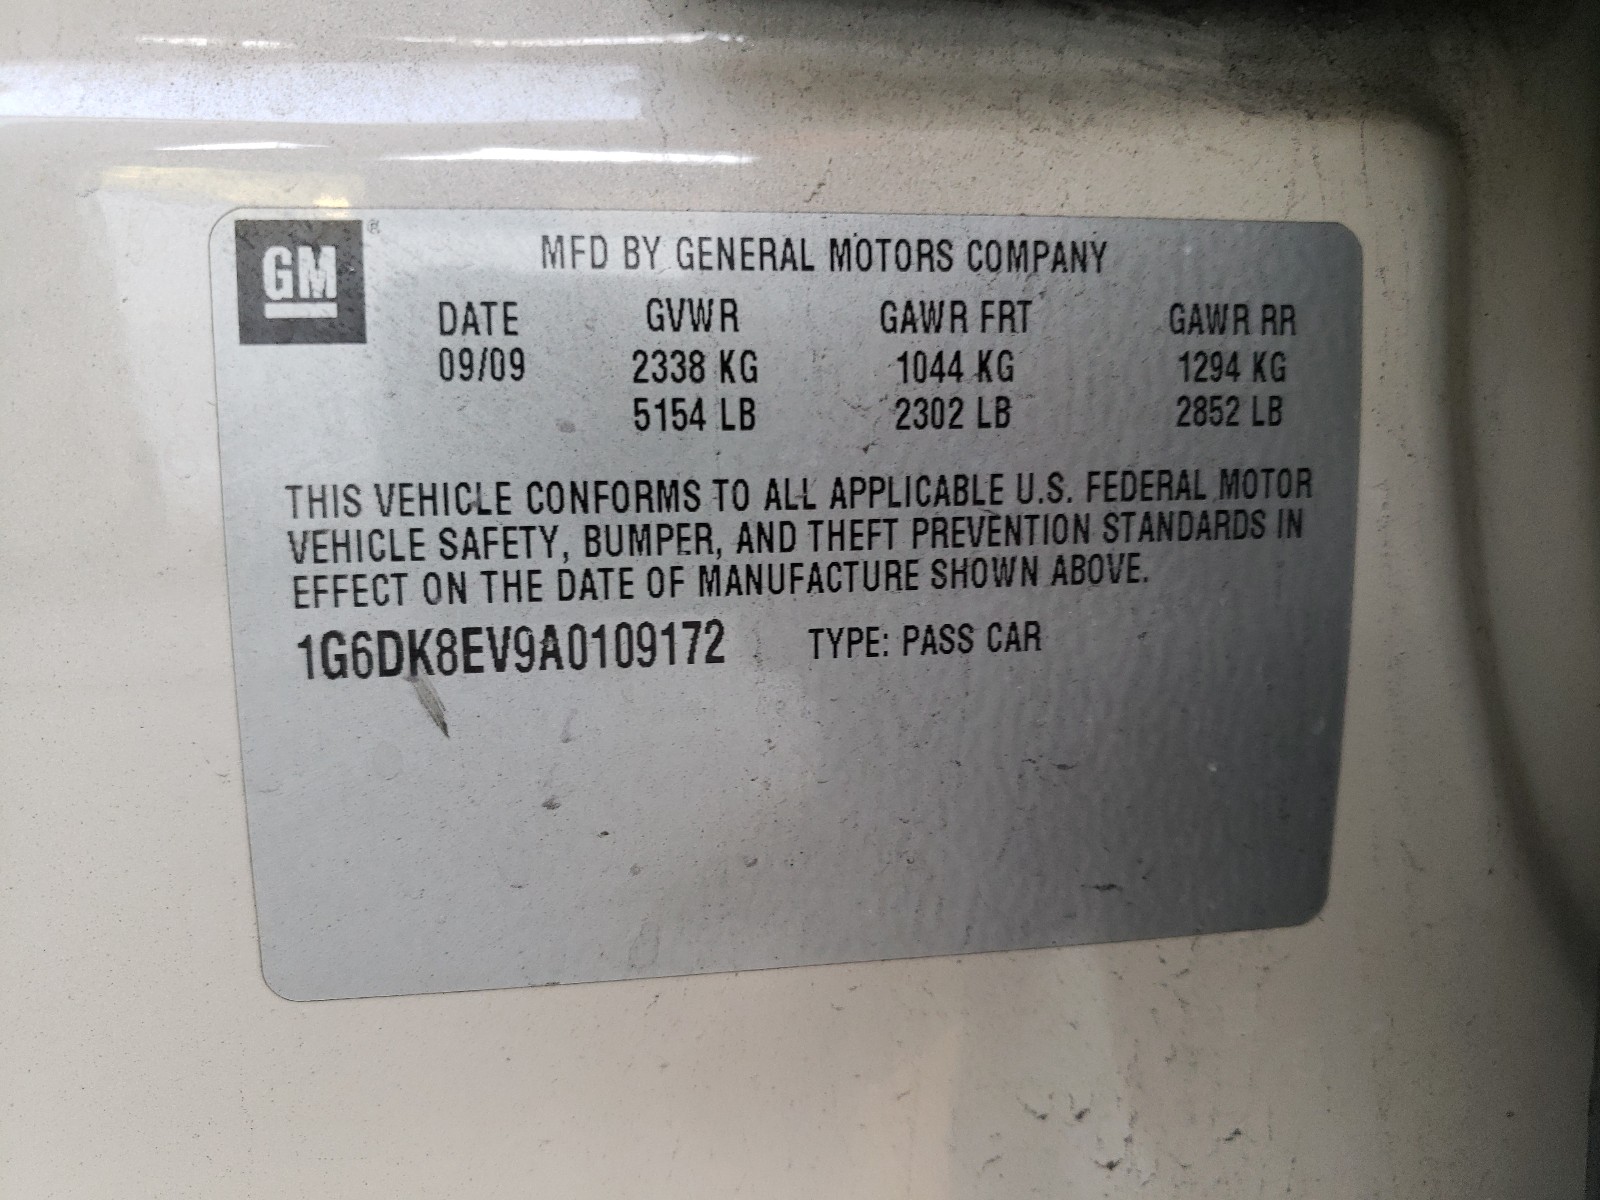 GM ®
MFD BY GENERAL MOTORS COMPANY
DATE GVWR GAWR FRT GAWR RR
09/09 2338 KG 1044 KG 1294 KG
5154 LB 2302 LB 2852 LB
THIS VEHICLE CONFORMS TO ALL APPLICABLE U.S. FEDERAL MOTOR
VEHICLE SAFETY, BUMPER, AND THEFT PREVENTION STANDARDS IN
EFFECT ON THE DATE OF MANUFACTURE SHOWN ABOVE.
1G6DK8EV9A0109172 TYPE: PASS CAR